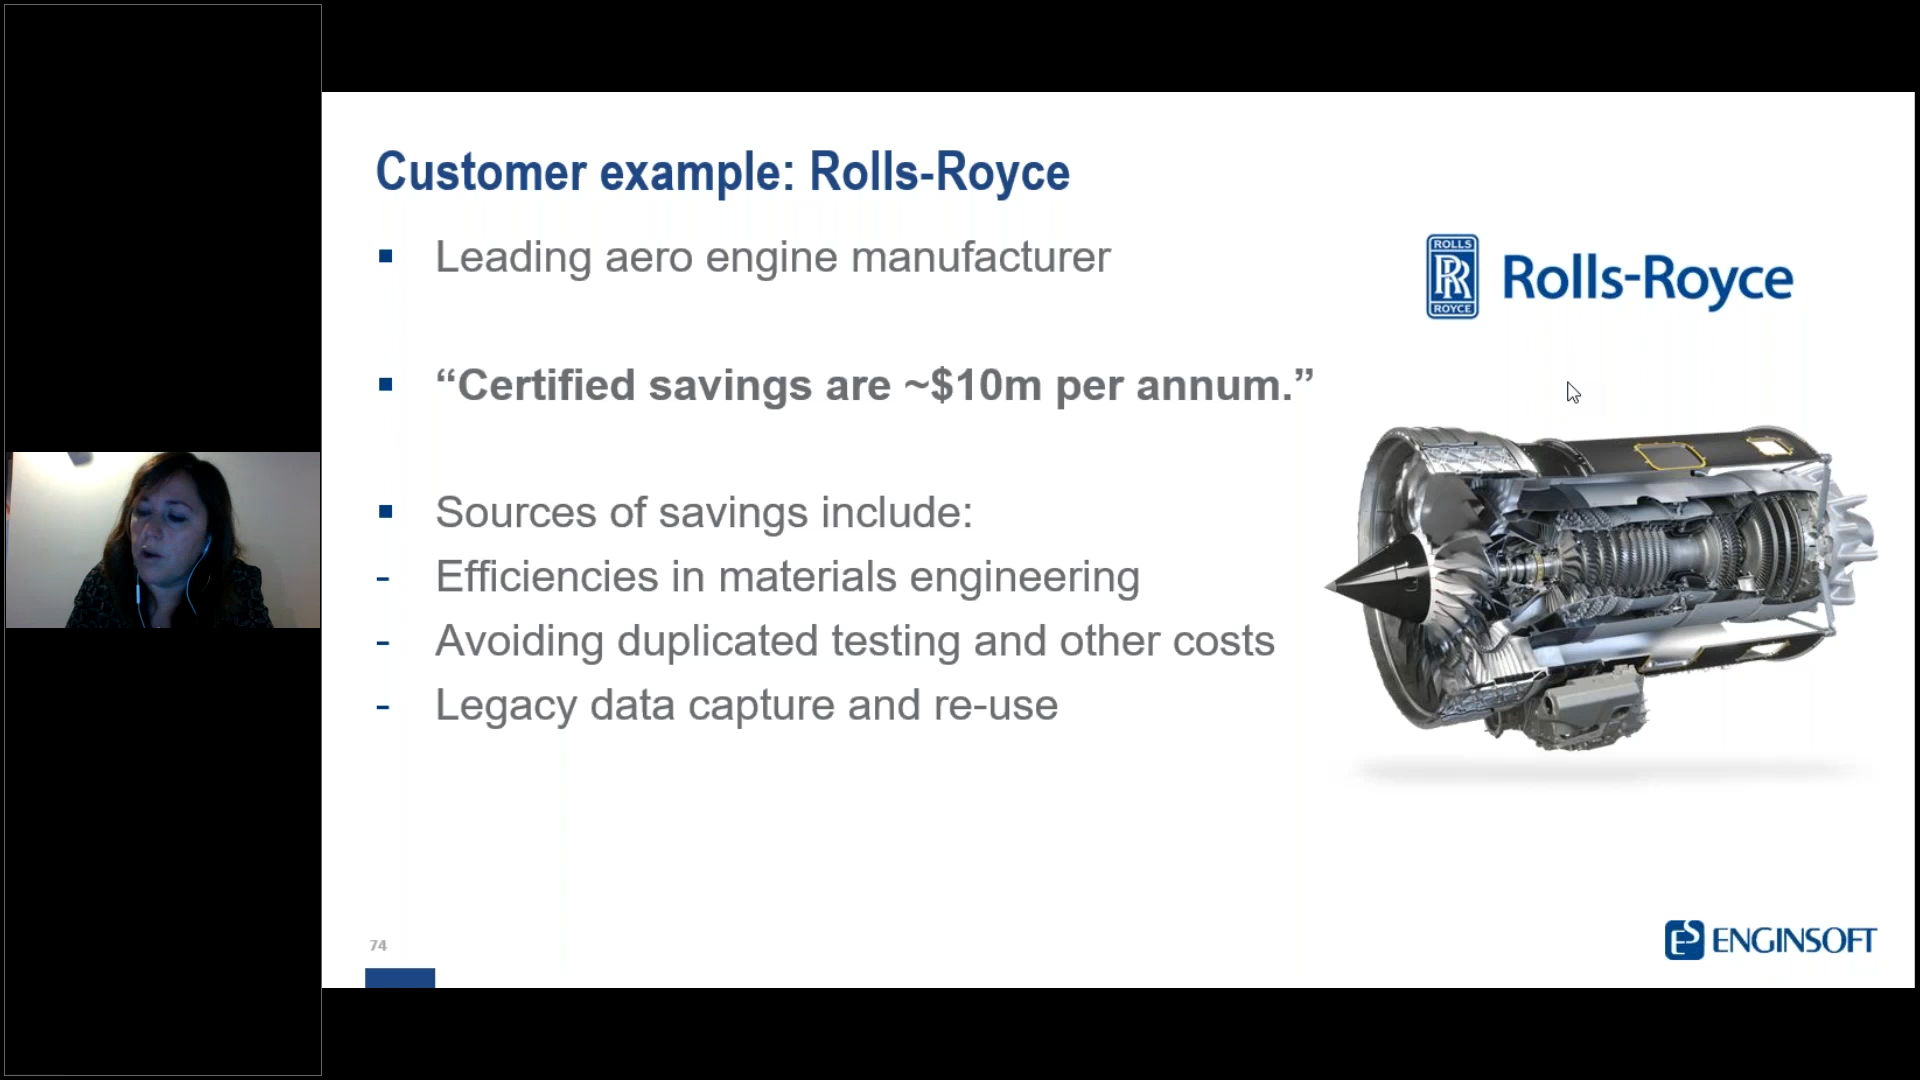 Customer example: Rolls-Royce
Leading aero engine manufacturer
“Certified savings are ~$10m per annum.”
Sources of savings include:
- Efficiencies in materials engineering
- Avoiding duplicated testing and other costs
- Legacy data capture and re-use
ROLLS
RR
ROYCE
Rolls-Royce
74
ES ENGINSOFT